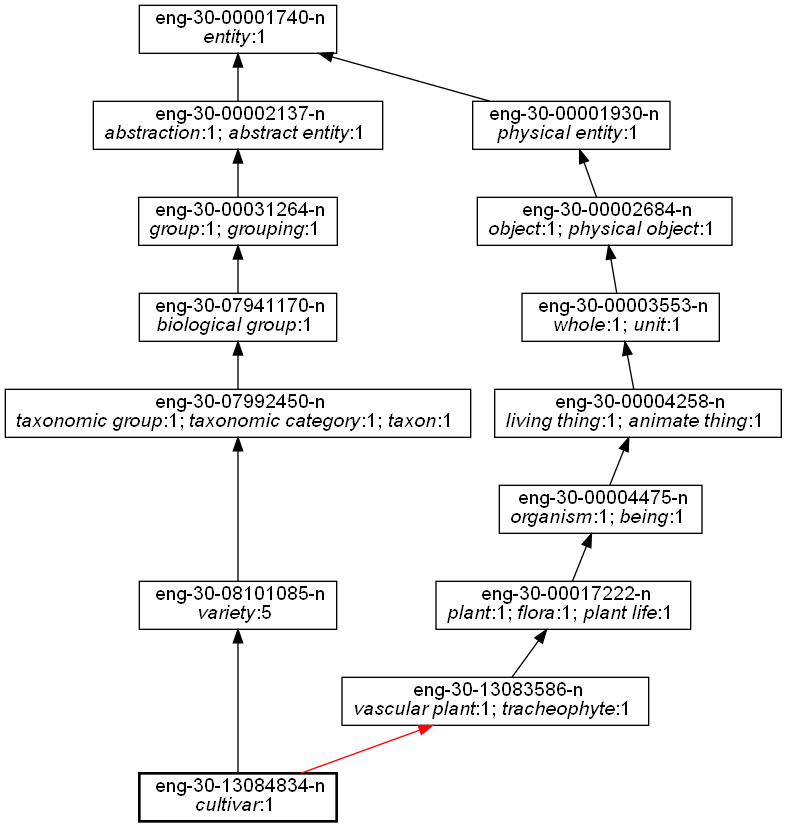 eng-30-00001740-n
entity:1
eng-30-00002137-n
abstraction:1; abstract entity:1
eng-30-00001930-n
physical entity:1
eng-30-00031264-n
group:1; grouping:1
eng-30-00002684-n
object:1; physical object:1
eng-30-07941170-n
biological group:1
eng-30-00003553-n
whole:1; unit:1
eng-30-07992450-n
taxonomic group:1; taxonomic category:1; taxon:1
eng-30-00004258-n
living thing:1; animate thing:1
eng-30-00004475-n
organism:1; being:1
eng-30-08101085-n
variety:5
eng-30-00017222-n
plant:1; flora:1; plant life:1
eng-30-13083586-n
vascular plant:1; tracheophyte:1
eng-30-13084834-n
cultivar:1